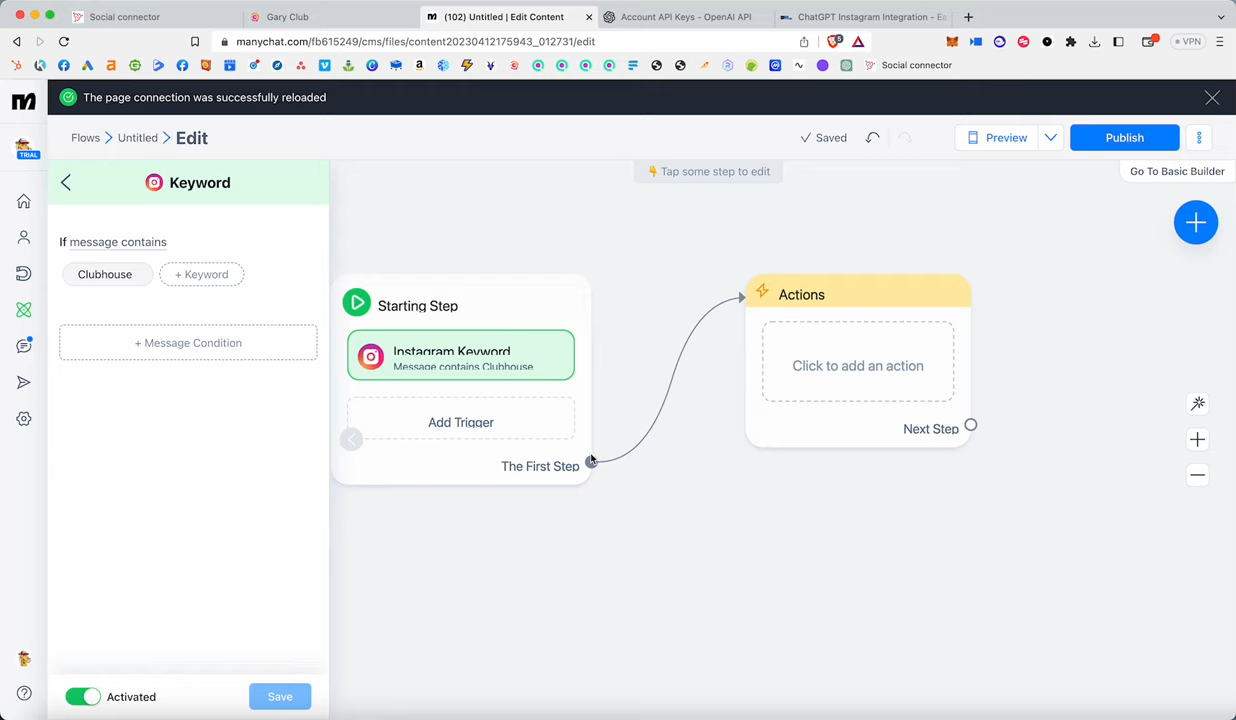 Social connector
Gary Club
(102) Untitled | Edit Content
Account API Keys - OpenAI API
ChatGPT Instagram Integration - Ea
manychat.com/fb615249/cms/files/content20230412175943_012731/edit
VPN
Social connector
The page connection was successfully reloaded
TRIAL
Flows
Untitled
Edit
Saved
Preview
Publish
Keyword
Tap some step to edit
Go To Basic Builder
If message contains
Clubhouse
+ Keyword
+ Message Condition
Starting Step
Instagram Keyword
Message contains Clubhouse
Add Trigger
The First Step
Actions
Click to add an action
Next Step
Activated
Save